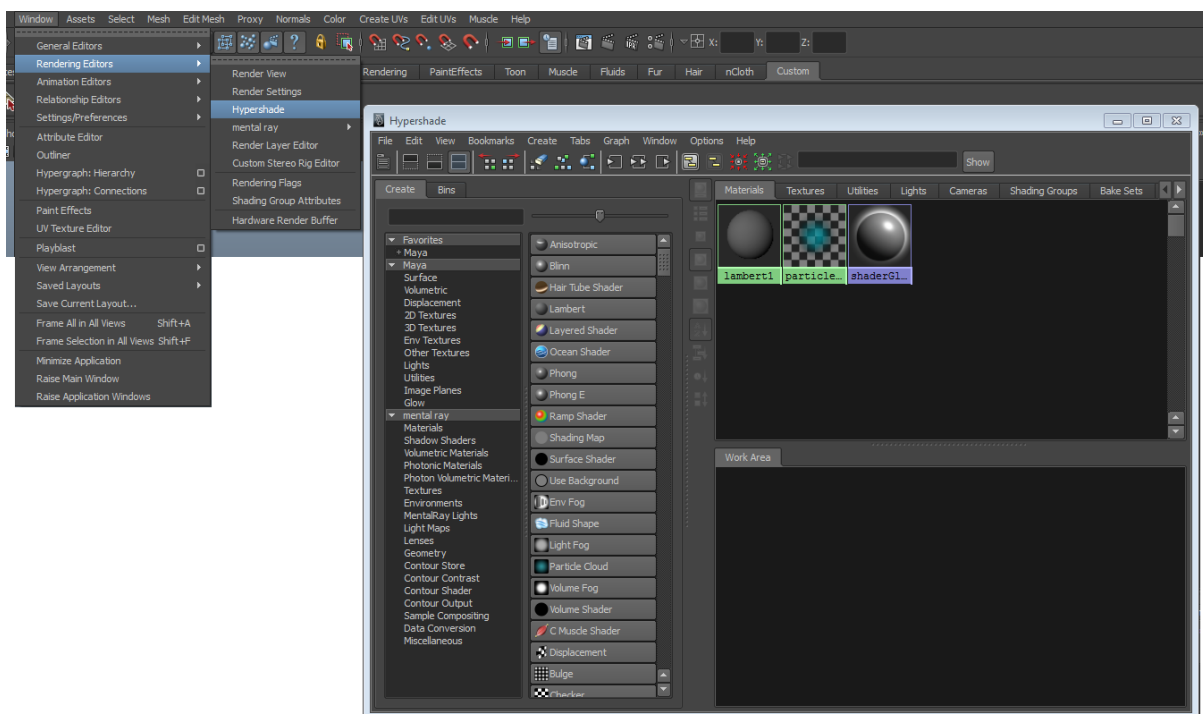 Window Assets Select Mesh Edit Mesh Proxy Normals Color Create UVs Edit UVs Muscle Help
General Editors
Rendering Editors
Animation Editors
Relationship Editors
Settings/Preferences
Attribute Editor
Outliner
Hypergraph: Hierarchy
Hypergraph: Connections
Paint Effects
UV Texture Editor
Playblast
View Arrangement
Saved Layouts
Save Current Layout...
Frame All in All Views Shift+A
Frame Selection in All Views Shift+F
Minimize Application
Raise Main Window
Raise Application Windows
Render View
Render Settings
Hypershade
mental ray
Render Layer Editor
Custom Stereo Rig Editor
Rendering Flags
Shading Group Attributes
Hardware Render Buffer
X: Y: Z:
Rendering PaintEffects Toon Muscle Fluids Fur Hair nCloth Custom
Hypershade
File Edit View Bookmarks Create Tabs Graph Window Options Help
Show
Create Bins
Favorites
+ Maya
Maya
Surface
Volumetric
Displacement
2D Textures
3D Textures
Env Textures
Other Textures
Lights
Utilities
Image Planes
Glow
mental ray
Materials
Shadow Shaders
Volumetric Materials
Photonic Materials
Photon Volumetric Materi...
Textures
Environments
MentalRay Lights
Light Maps
Lenses
Geometry
Contour Store
Contour Contrast
Contour Shader
Contour Output
Sample Compositing
Data Conversion
Miscellaneous
Anisotropic
Blinn
Hair Tube Shader
Lambert
Layered Shader
Ocean Shader
Phong
Phong E
Ramp Shader
Shading Map
Surface Shader
Use Background
Env Fog
Fluid Shape
Light Fog
Particle Cloud
Volume Fog
Volume Shader
C Muscle Shader
Displacement
Bulge
Checker
Materials Textures Utilities Lights Cameras Shading Groups Bake Sets
lambert1 particle… shaderGl…
Work Area